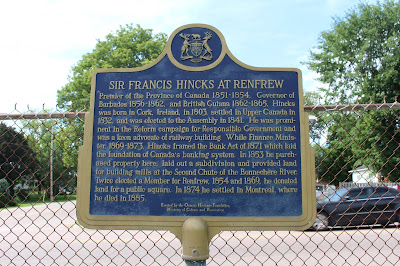 SIR FRANCIS HINCKS AT RENFREW
Premier of the Province of Canada 1851-1854, Governor of
Barbados 1856-1862, and British Guiana 1862-1868, Hincks
was born in Cork, Ireland, in 1807, settled in Upper Canada in
1832, and was elected to the Assembly in 1841. He was prom-
inent in the Reform campaign for Responsible Government and
was a keen advocate of railway building. While Finance Minis-
ter, 1869-1873, Hincks framed the Bank Act of 1871 which laid
the foundation of Canada's banking system. In 1853 he purch-
ased property here, laid out a subdivision and provided land
for building mills at the Second Chute of the Bonnechere River.
Twice elected a Member for Renfrew, 1854 and 1869, he donated
land for a public square. In 1874 he settled in Montreal, where
he died in 1885.
Erected by the Ontario Heritage Foundation,
Ministry of Culture and Recreation